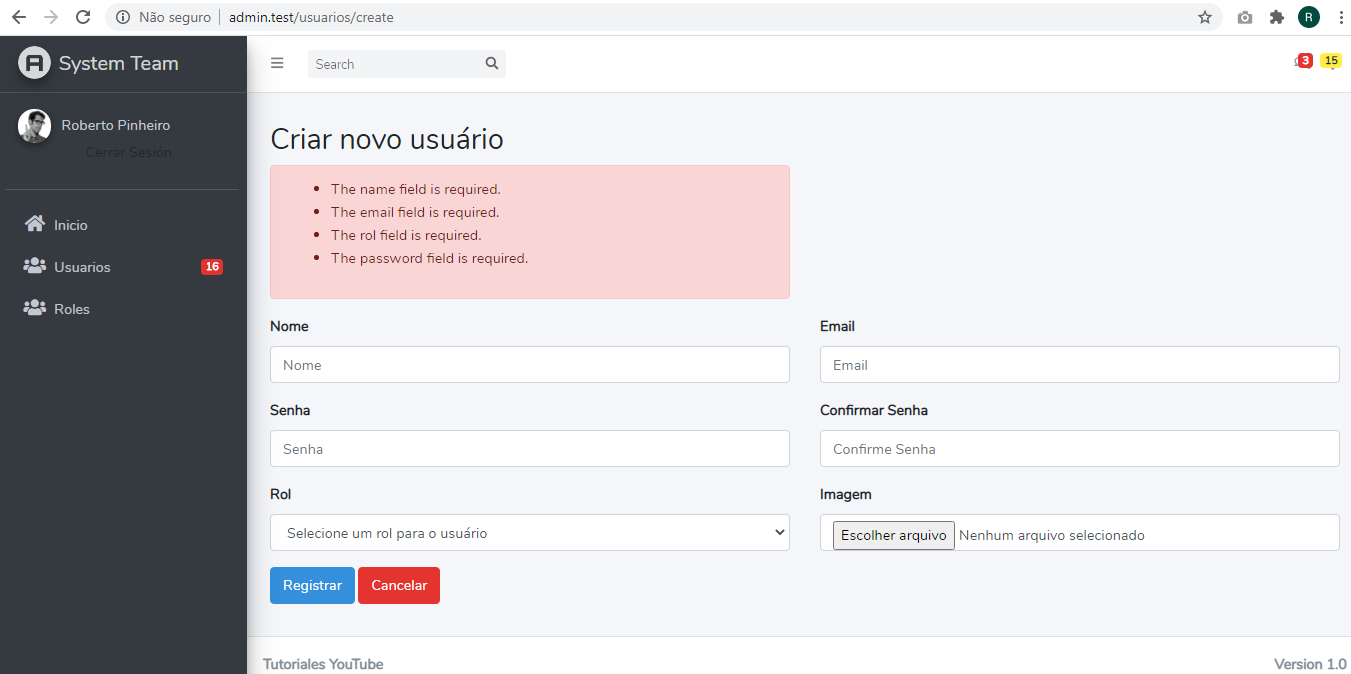 Não seguro
admin.test/usuarios/create
R
System Team
Search
3
15
Roberto Pinheiro
Cerrar Sesión
Inicio
Usuarios
16
Roles
Criar novo usuário
The name field is required.
The email field is required.
The rol field is required.
The password field is required.
Nome
Email
Nome
Email
Senha
Confirmar Senha
Senha
Confirme Senha
Rol
Imagem
Selecione um rol para o usuário
Escolher arquivo Nenhum arquivo selecionado
Registrar
Cancelar
Tutoriales YouTube
Version 1.0